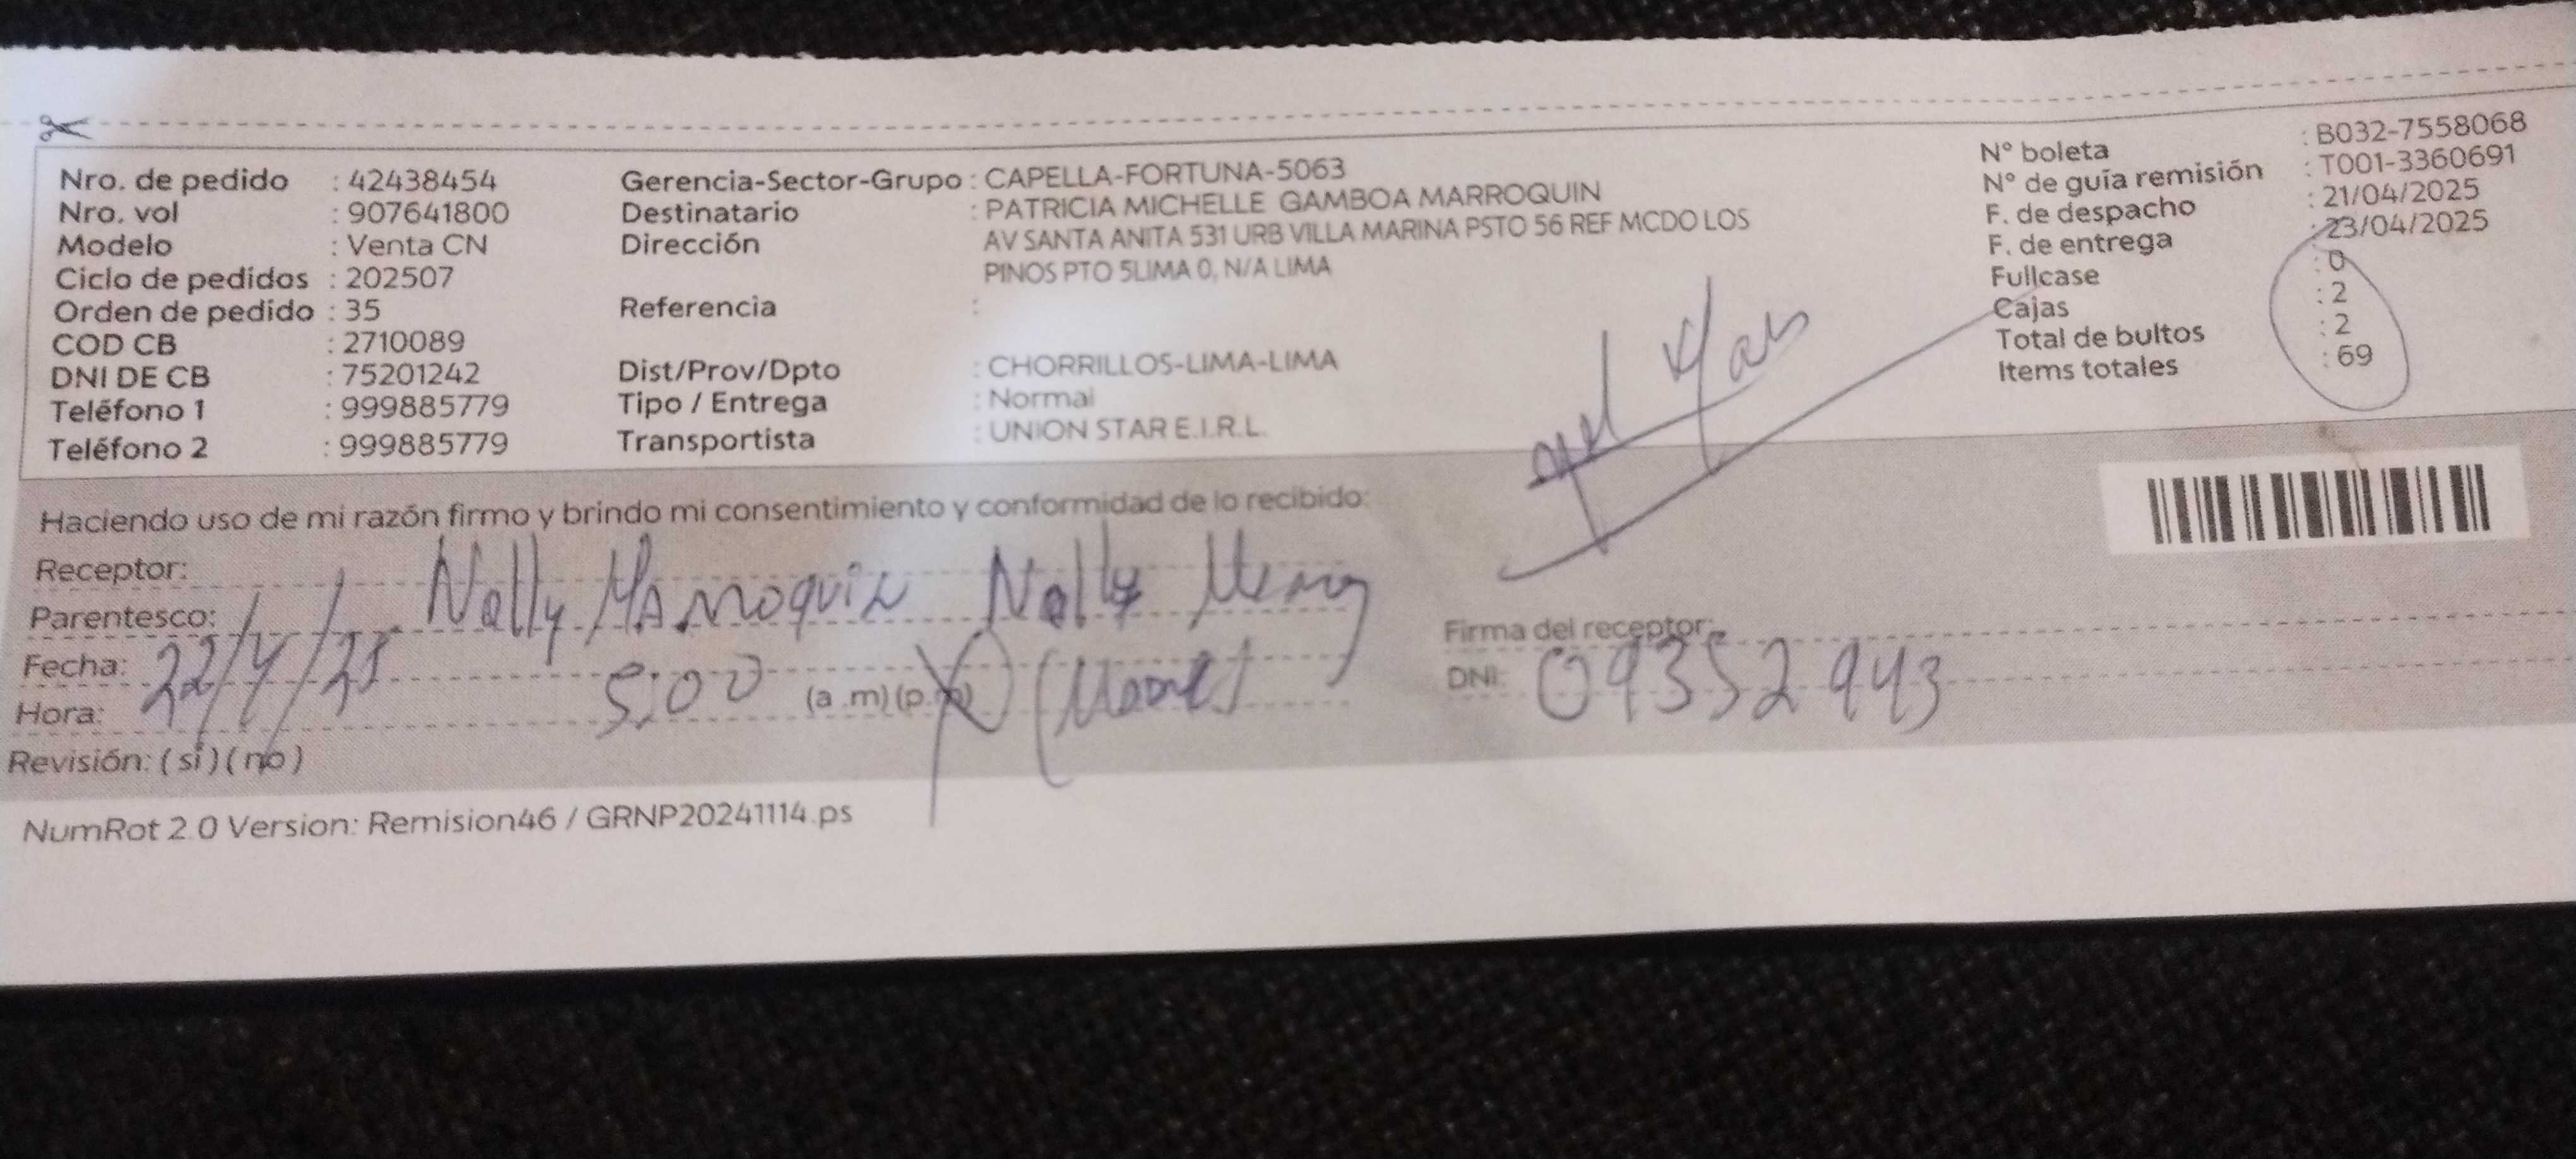 Nro. de pedido : 42438454
Nro. vol : 907641800
Modelo : Venta CN
Ciclo de pedidos : 202507
Orden de pedido : 35
COD CB : 2710089
DNI DE CB : 75201242
Teléfono 1 : 999885779
Teléfono 2 : 999885779
Gerencia-Sector-Grupo : CAPELLA-FORTUNA-5063
Destinatario : PATRICIA MICHELLE GAMBOA MARROQUIN
Dirección AV SANTA ANITA 531 URB VILLA MARINA PSTO 56 REF MCDO LOS
PINOS PTO 5LIMA 0, N/A LIMA
Referencia :
Dist/Prov/Dpto : CHORRILLOS-LIMA-LIMA
Tipo / Entrega : Normal
Transportista : UNION STAR E.I.R.L.
N° boleta : B032-7558068
N° de guía remisión : T001-3360691
F. de despacho : 21/04/2025
F. de entrega : 23/04/2025
Fullcase : 0
Cajas : 2
Total de bultos : 2
Items totales : 69
Haciendo uso de mi razón firmo y brindo mi consentimiento y conformidad de lo recibido:
Receptor: Nelly Marroquin Nelly
Parentesco:
Fecha: 22/4/25
Hora: 5:00 (a.m)(p.m)
Revisión: (si)(no)
Firma del receptor:
DNI: 09352943
NumRot 2.0 Version: Remision46 / GRNP20241114.ps